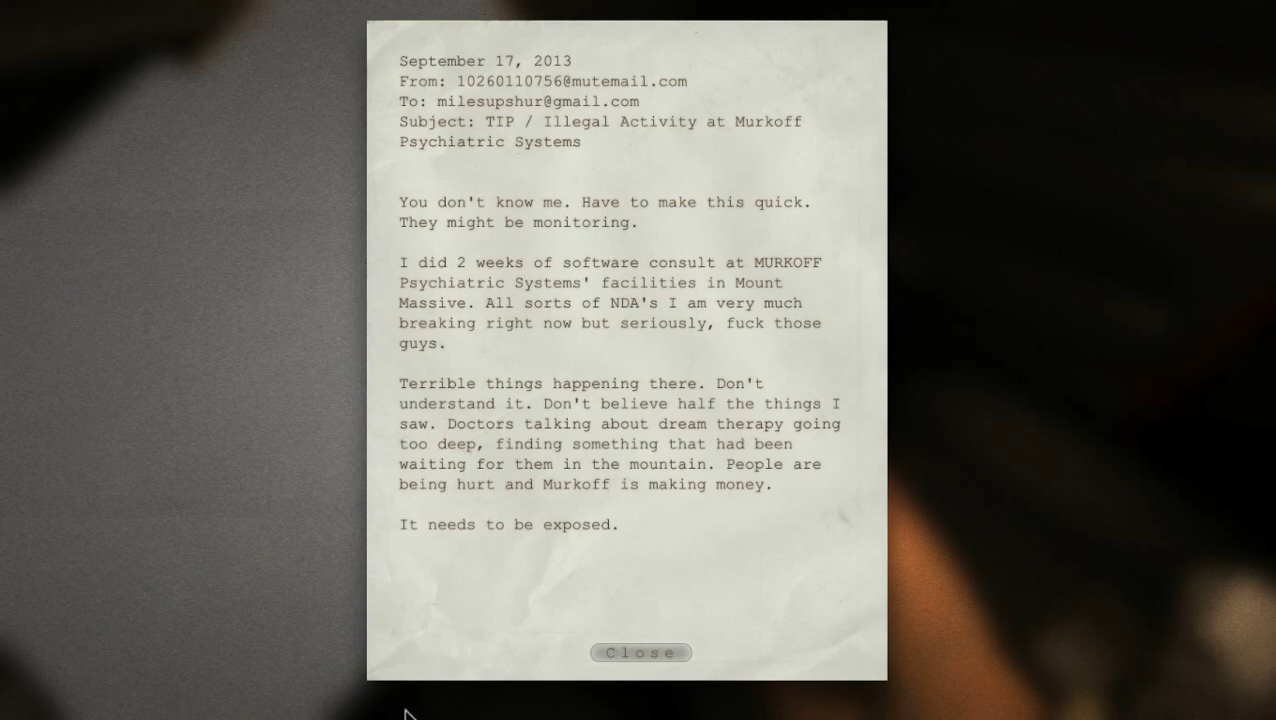 September 17, 2013
From: 10260110756@mutemail.com
To: milesupshur@gmail.com
Subject: TIP / Illegal Activity at Murkoff
Psychiatric Systems
You don't know me. Have to make this quick.
They might be monitoring.
I did 2 weeks of software consult at MURKOFF
Psychiatric Systems' facilities in Mount
Massive. All sorts of NDA's I am very much
breaking right now but seriously, fuck those
guys.
Terrible things happening there. Don't
understand it. Don't believe half the things I
saw. Doctors talking about dream therapy going
too deep, finding something that had been
waiting for them in the mountain. People are
being hurt and Murkoff is making money.
It needs to be exposed.
Close